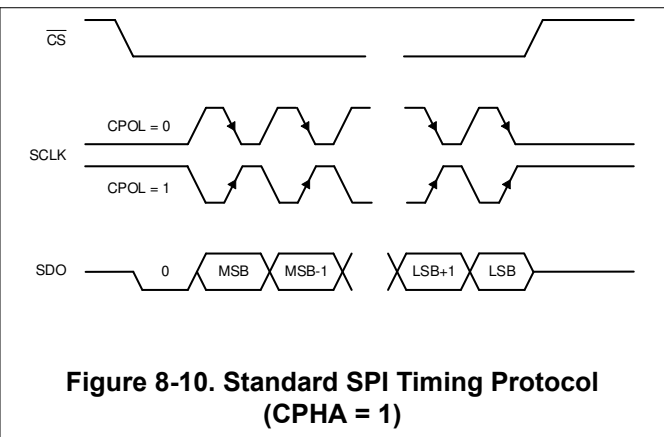 CS
CPOL = 0
SCLK
CPOL = 1
SDO 0 MSB MSB-1 LSB+1 LSB
Figure 8-10. Standard SPI Timing Protocol
(CPHA = 1)